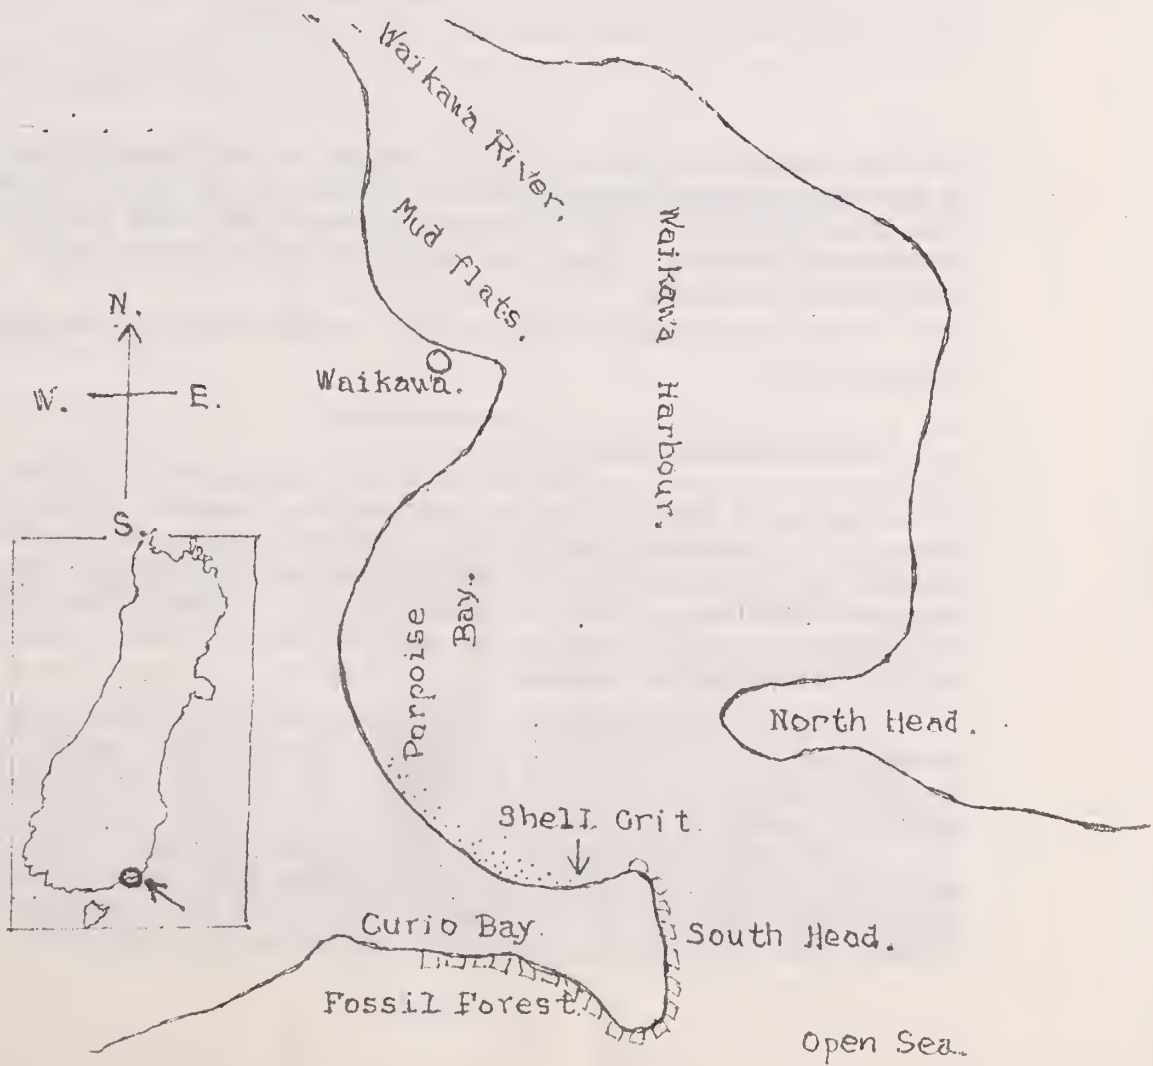 Waikawa River.
Mud flats.
Waikawa Harbour.
N.
W.
E.
S.
Waikawa.
Porpoise
Bay.
North Head.
Shell Grit.
Curio Bay.
South Head.
Fossil Forest.
Open Sea.